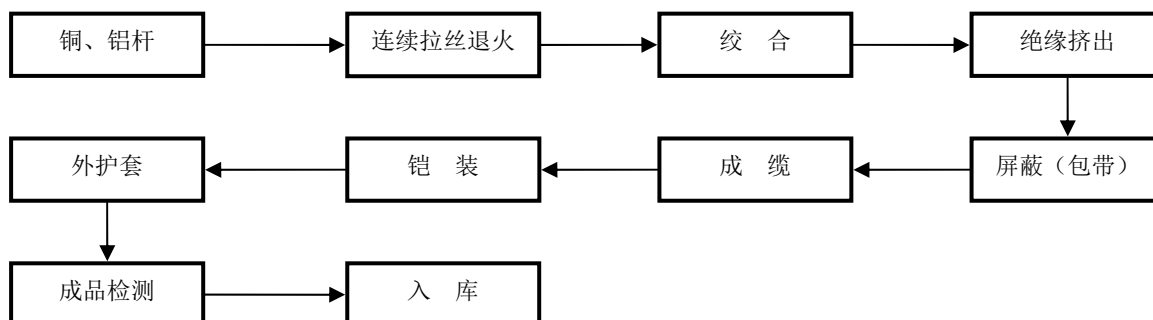 铜、铝杆
连续拉丝退火
绞　合
绝缘挤出
屏蔽（包带）
成　缆
铠　装
外护套
成品检测
入　库